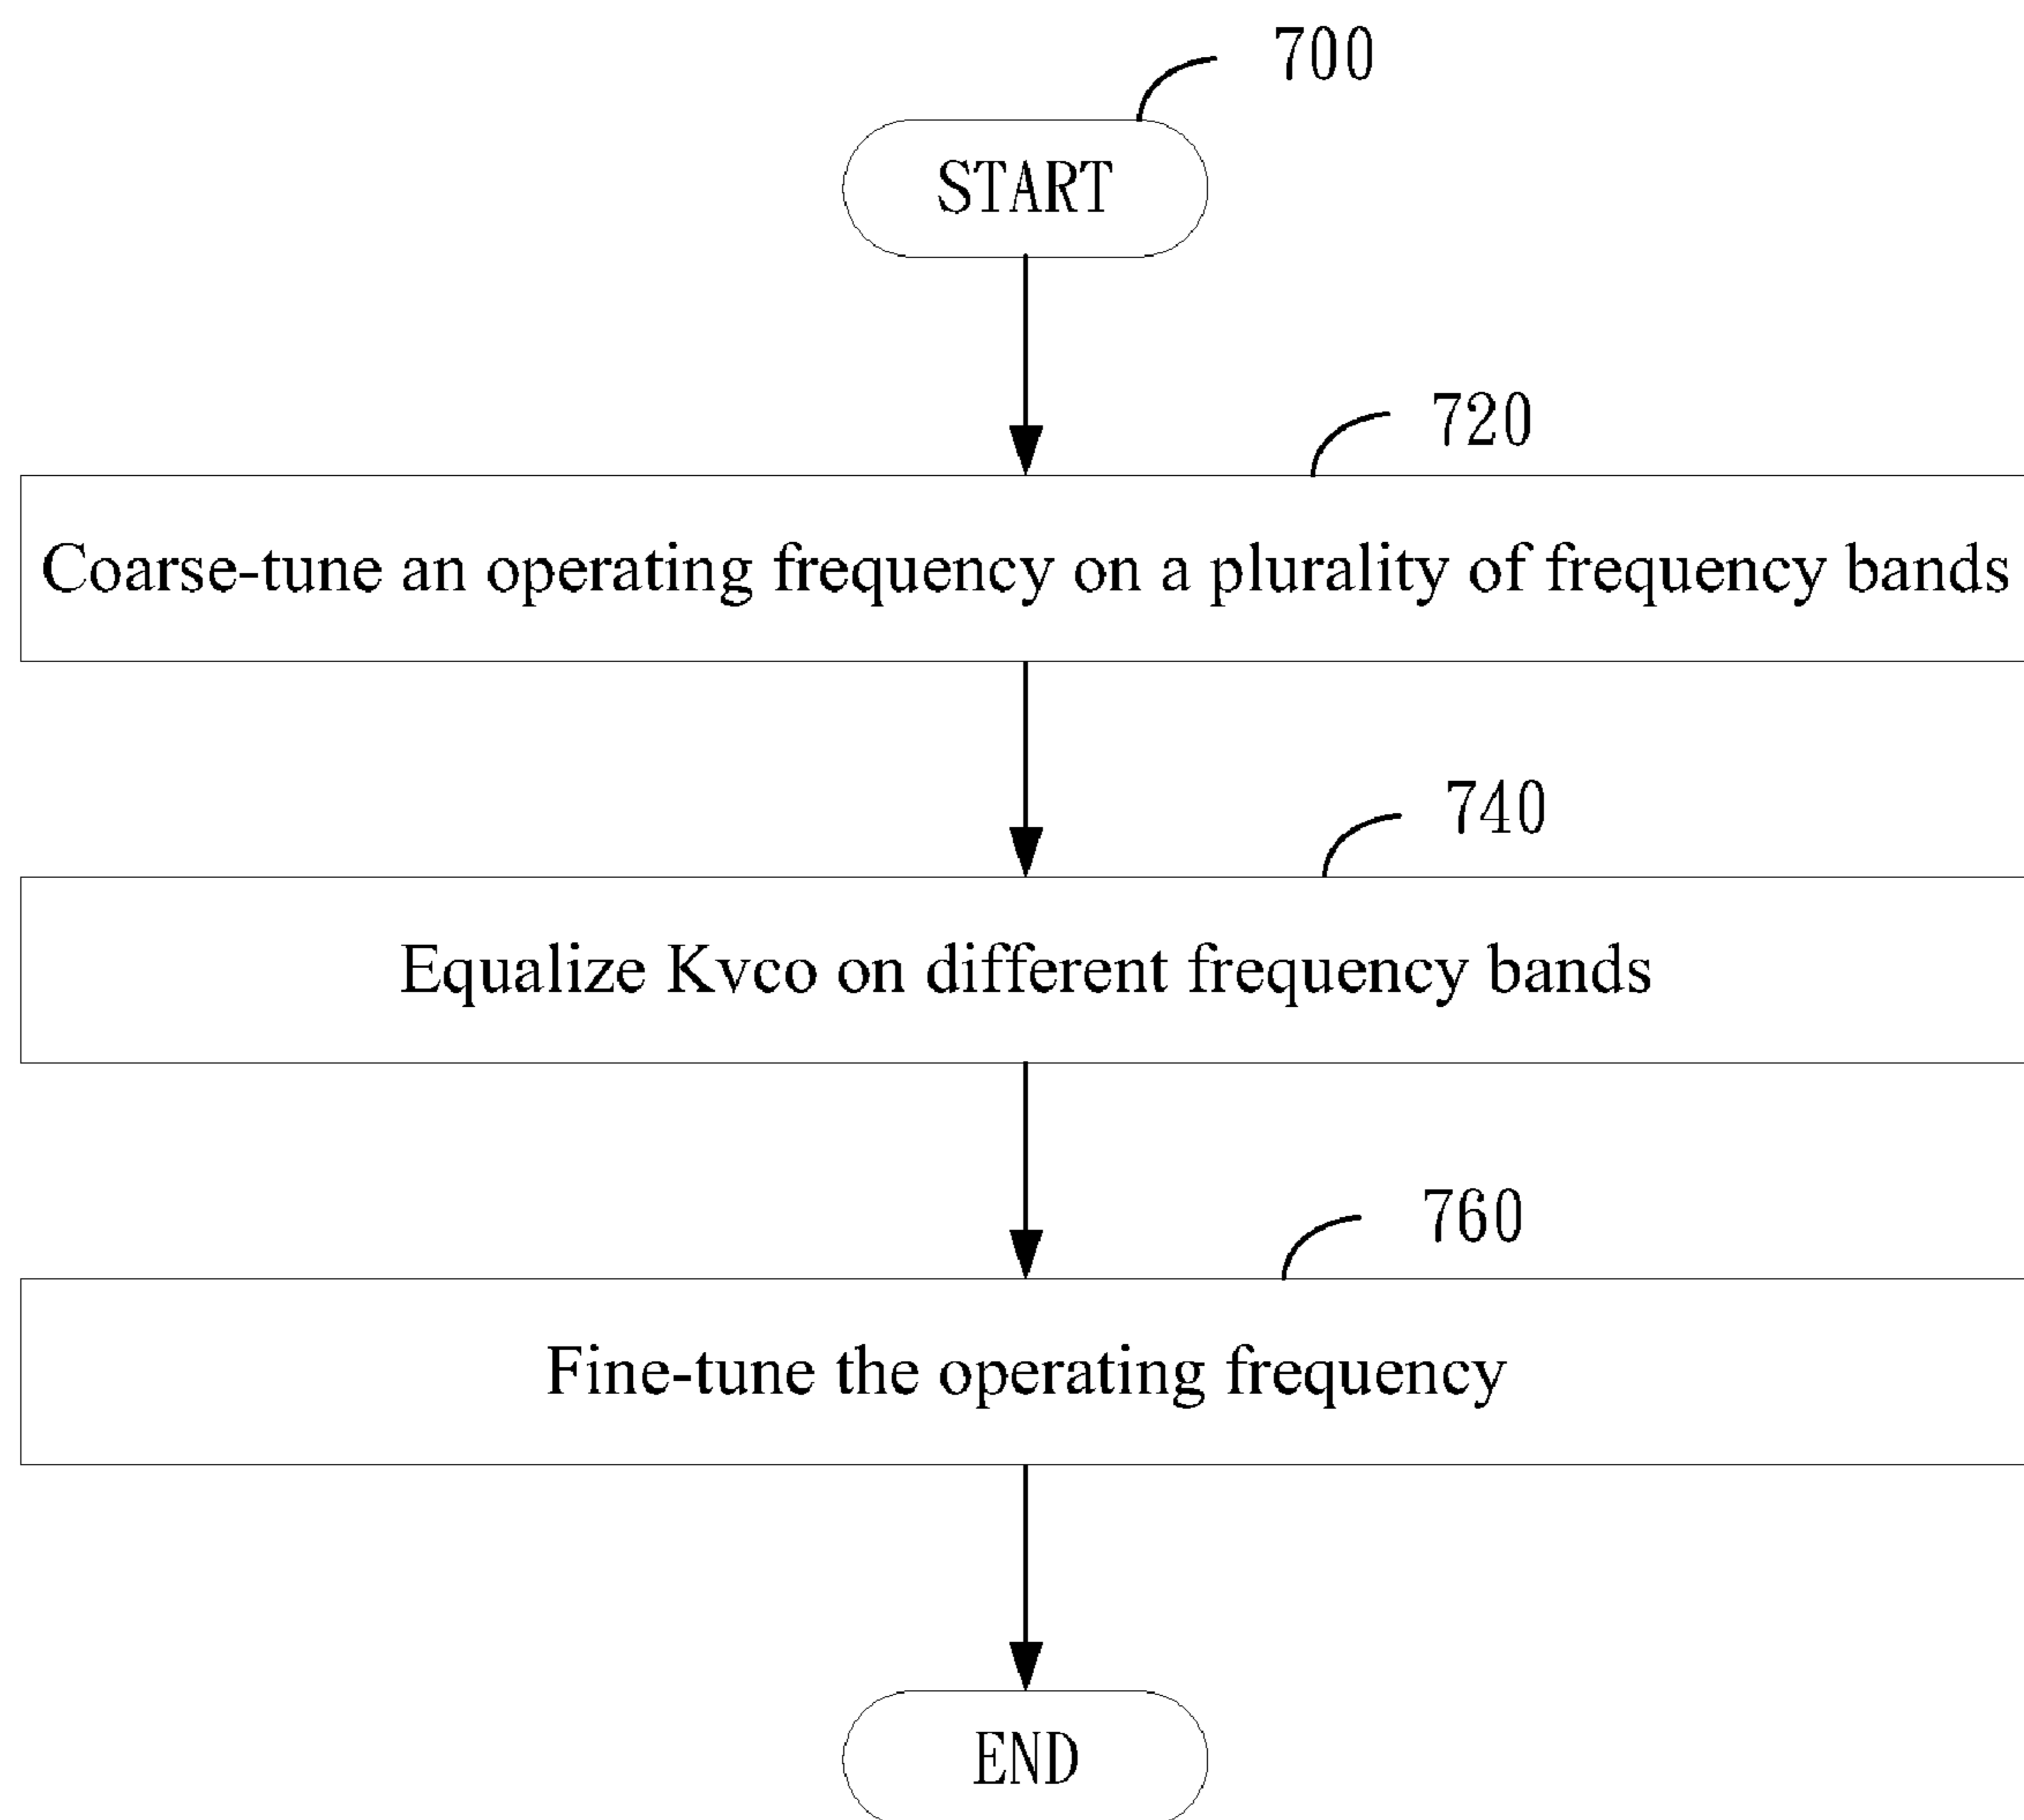 700
START
720
Coarse-tune an operating frequency on a plurality of frequency bands
740
Equalize Kvco on different frequency bands
760
Fine-tune the operating frequency
END